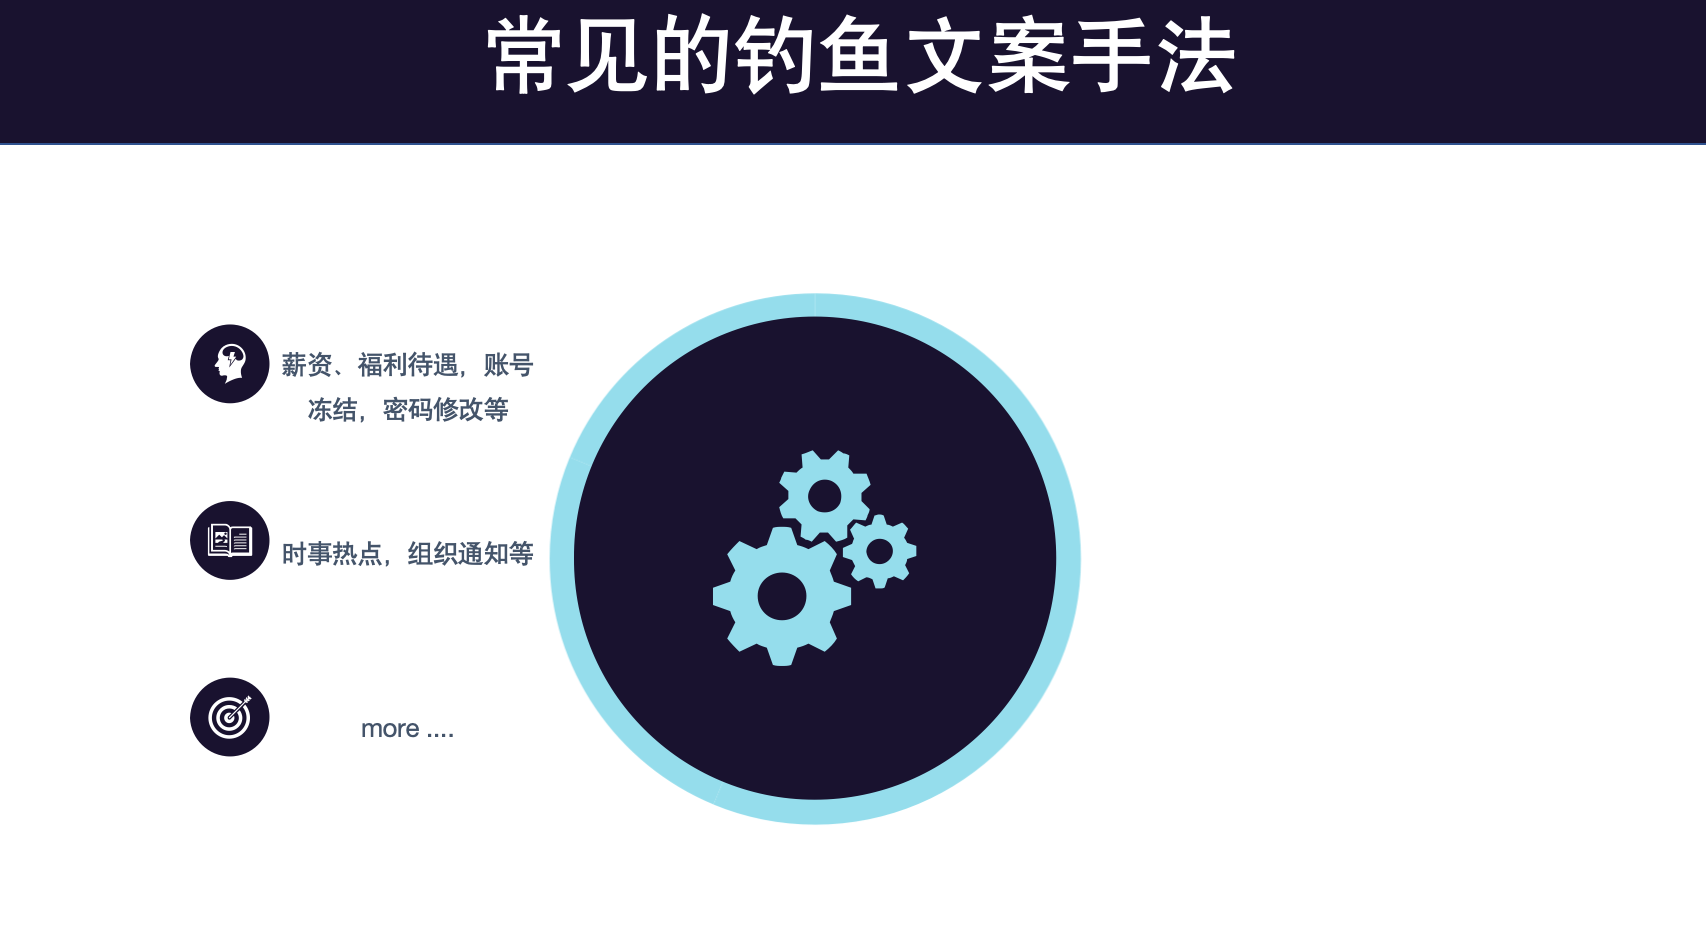 常见的钓鱼文案手法
薪资、福利待遇，账号
冻结，密码修改等
时事热点，组织通知等
more ....